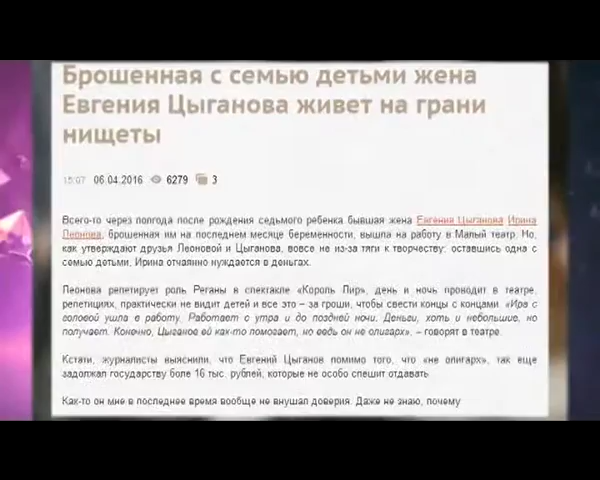 Брошенная с семью детьми жена
Евгения Цыганова живет на грани
нищеты
15:07 06.04.2016 6279 3
Всего-то через полгода после рождения седьмого ребенка бывшая жена Евгения Цыганова Ирина
Леонова, брошенная им на последнем месяце беременности, вышла на работу в Малый театр. Но,
как утверждают друзья Леоновой и Цыганова, вовсе не из-за тяги к творчеству: оставшись одна с
семью детьми, Ирина отчаянно нуждается в деньгах.
Леонова репетирует роль Реганы в спектакле «Король Лир», день и ночь проводит в театре,
репетициях, практически не видит детей и все это – за гроши, чтобы свести концы с концами. «Ира с
головой ушла в работу. Работает с утра и до поздней ночи. Деньги, хоть и небольшие, но
получает. Конечно, Цыганов ей как-то помогает, но ведь он не олигарх», – говорят в театре.
Кстати, журналисты выяснили, что Евгений Цыганов помимо того, что «не олигарх», так еще
задолжал государству боле 16 тыс. рублей, которые не особо спешит отдавать.
Как-то он мне в последнее время вообще не внушал доверия. Даже не знаю, почему